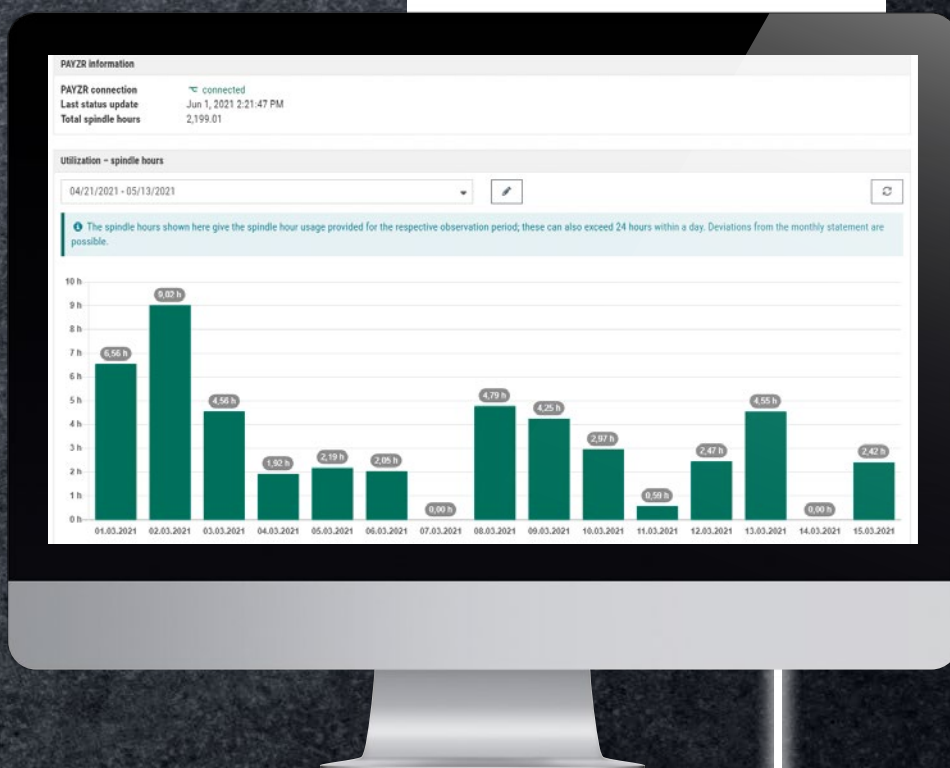 PAYZR information
PAYZR connection connected
Last status update Jun 1, 2021 2:21:47 PM
Total spindle hours 2,199.01
Utilization – spindle hours
04/21/2021 - 05/13/2021
The spindle hours shown here give the spindle hour usage provided for the respective observation period; these can also exceed 24 hours within a day. Deviations from the monthly statement are
possible.
10 h
9 h
8 h
7 h
6 h
5 h
4 h
3 h
2 h
1 h
0 h
6,56 h
9,02 h
4,56 h
1,92 h
2,19 h
2,05 h
0,00 h
4,79 h
4,25 h
2,97 h
0,59 h
2,47 h
4,55 h
0,00 h
2,42 h
01.03.2021 02.03.2021 03.03.2021 04.03.2021 05.03.2021 06.03.2021 07.03.2021 08.03.2021 09.03.2021 10.03.2021 11.03.2021 12.03.2021 13.03.2021 14.03.2021 15.03.2021